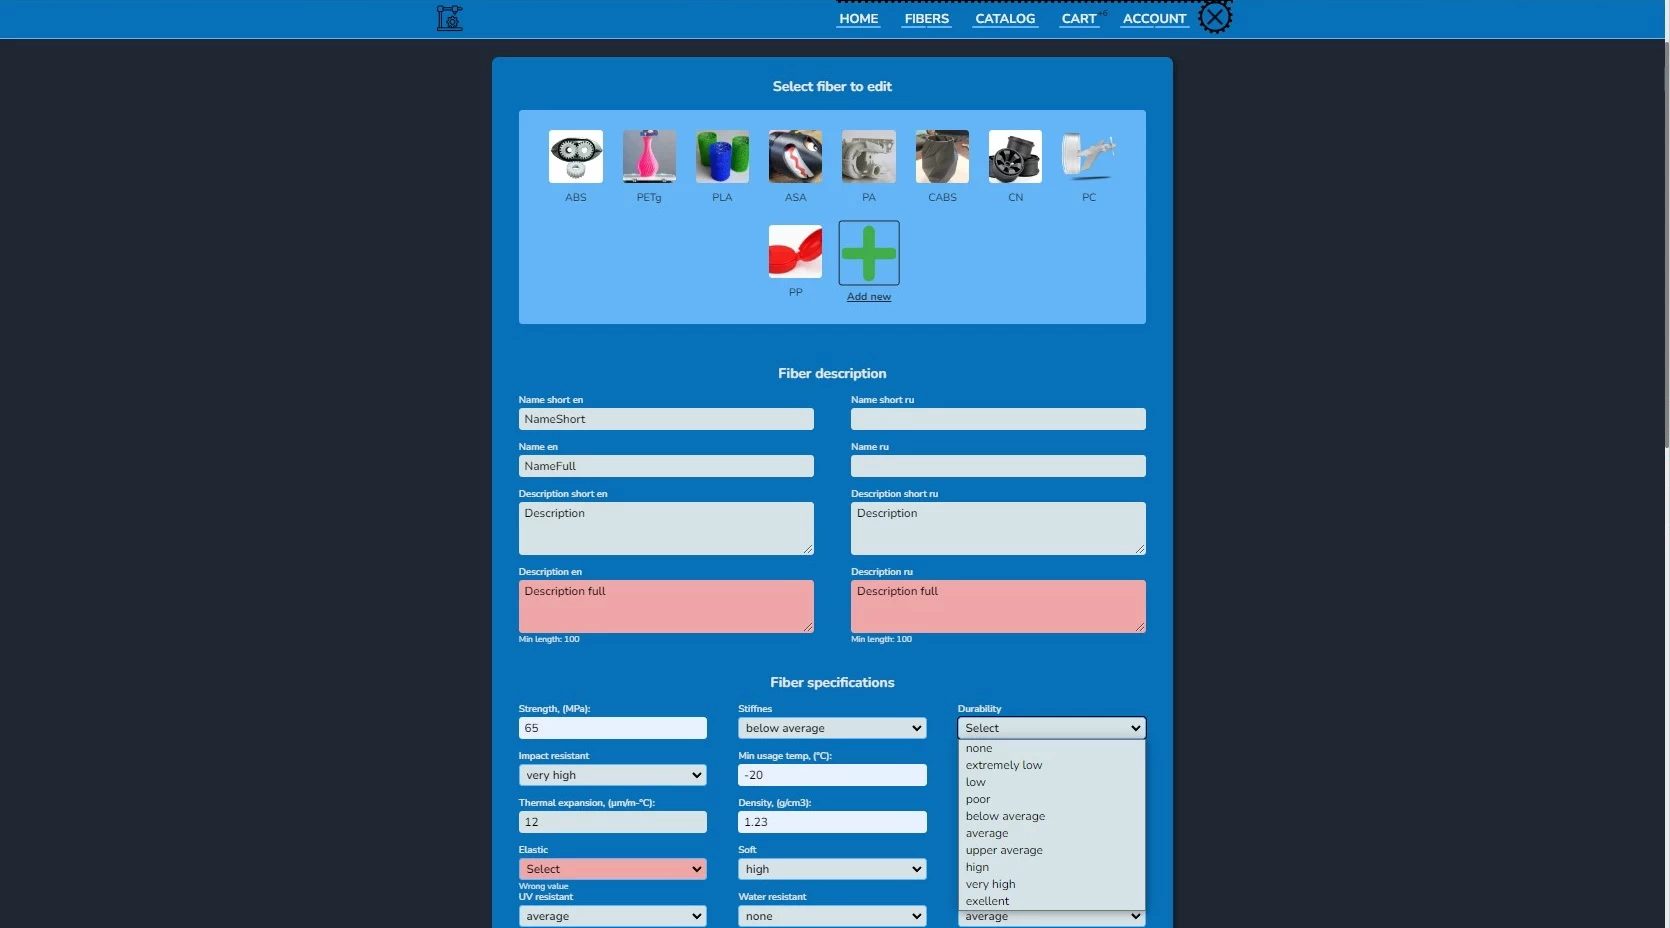 HOME FIBERS CATALOG CART +6 ACCOUNT
Select fiber to edit
ABS PETg PLA ASA PA CABS CN PC
PP Add new
Fiber description
Name short en Name short ru
NameShort
Name en Name ru
NameFull
Description short en Description short ru
Description Description
Description en Description ru
Description full Description full
Min length: 100 Min length: 100
Fiber specifications
Strength, (MPa): Stiffnes Durability
65 below average Select
none
Impact resistant Min usage temp, (°C):
extremely low
very high -20
low
Thermal expansion, (µm/m-°C): Density, (g/cm3):
poor
12 1.23
below average
average
Elastic Soft
upper average
Select high
hign
Wrong value
very high
UV resistant Water resistant
exellent
average none average